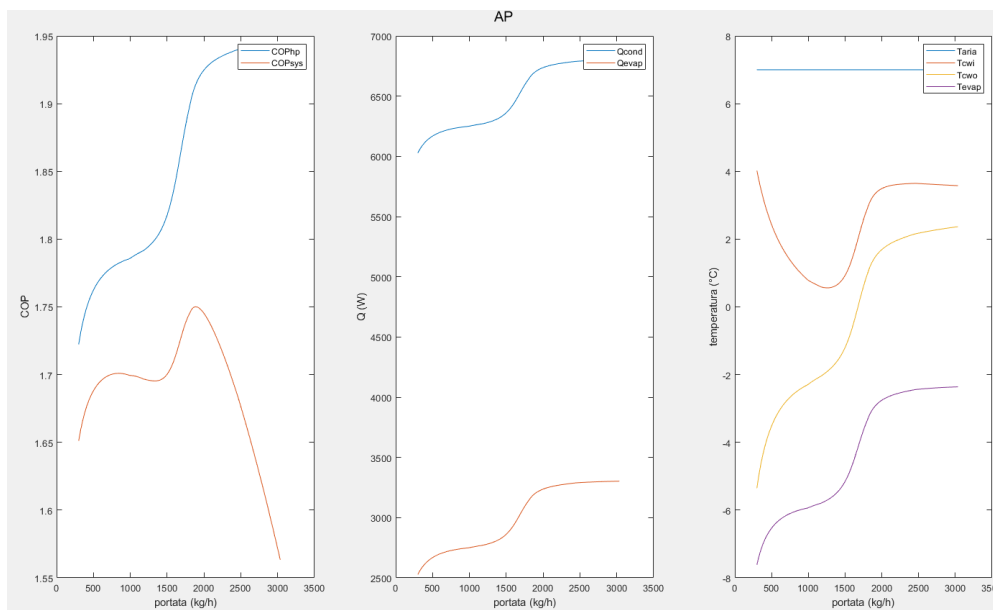 AP
1.95
1.9
1.85
1.8
1.75
1.7
1.65
1.6
1.55
COP
0 500 1000 1500 2000 2500 3000 3500
portata (kg/h)
COPhp
COPsys
7000
6500
6000
5500
5000
4500
4000
3500
3000
2500
Q (W)
0 500 1000 1500 2000 2500 3000 3500
portata (kg/h)
Qcond
Qevap
8
6
4
2
0
-2
-4
-6
-8
temperatura (°C)
0 500 1000 1500 2000 2500 3000 3500
portata (kg/h)
Taria
Tcwi
Tcwo
Tevap